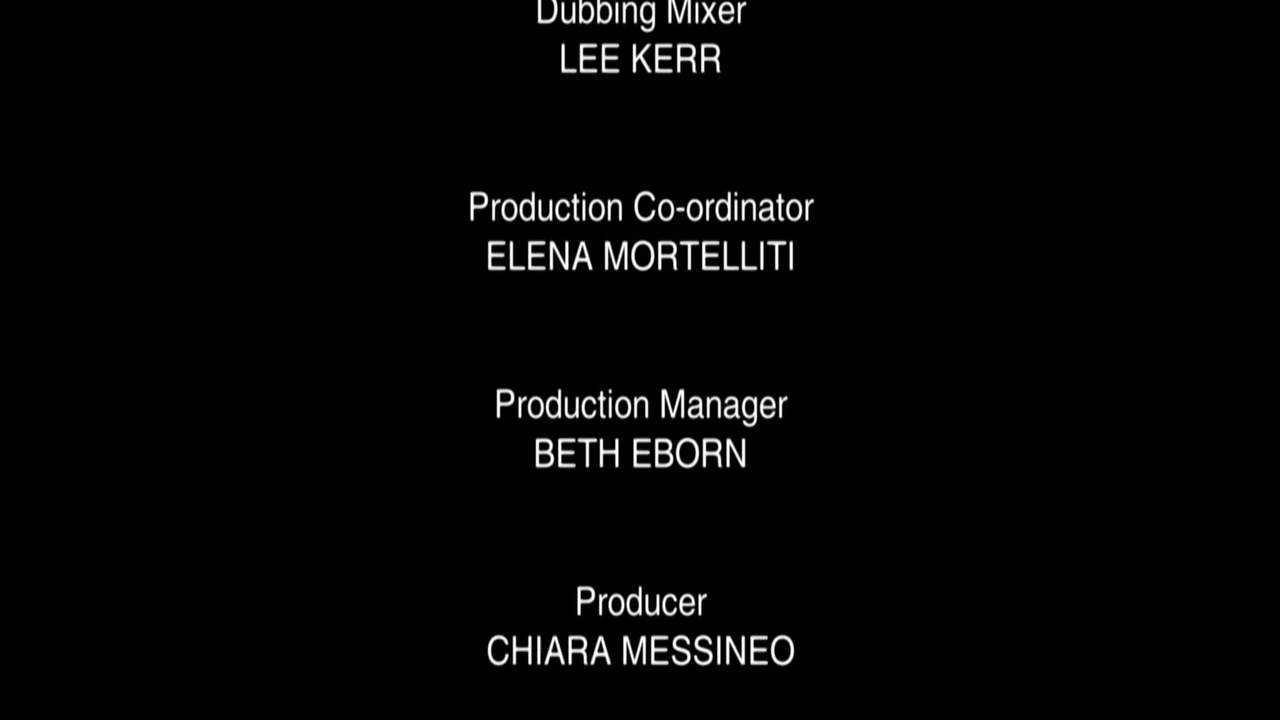 Dubbing Mixer
LEE KERR
Production Co-ordinator
ELENA MORTELLITI
Production Manager
BETH EBORN
Producer
CHIARA MESSINEO